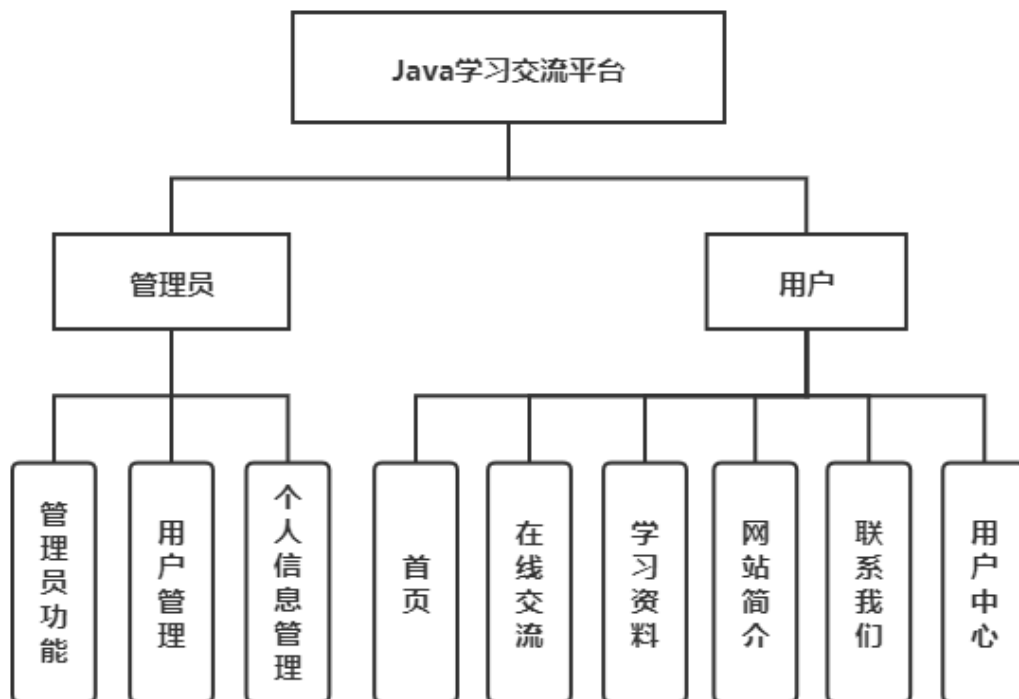 Java学习交流平台
管理员
用户
管理员功能
用户管理
个人信息管理
首页
在线交流
学习资料
网站简介
联系我们
用户中心